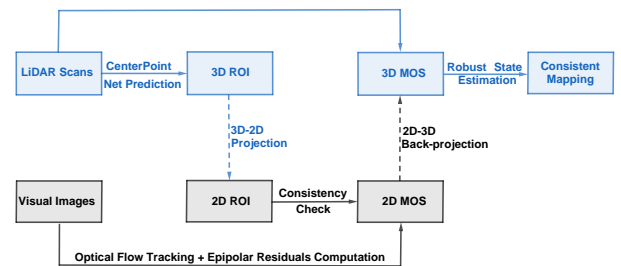 LiDAR Scans
CenterPoint
Net Prediction
3D ROI
3D MOS
Robust State
Estimation
Consistent
Mapping
3D-2D
Projection
2D-3D
Back-projection
Visual Images
2D ROI
Consistency
Check
2D MOS
Optical Flow Tracking + Epipolar Residuals Computation